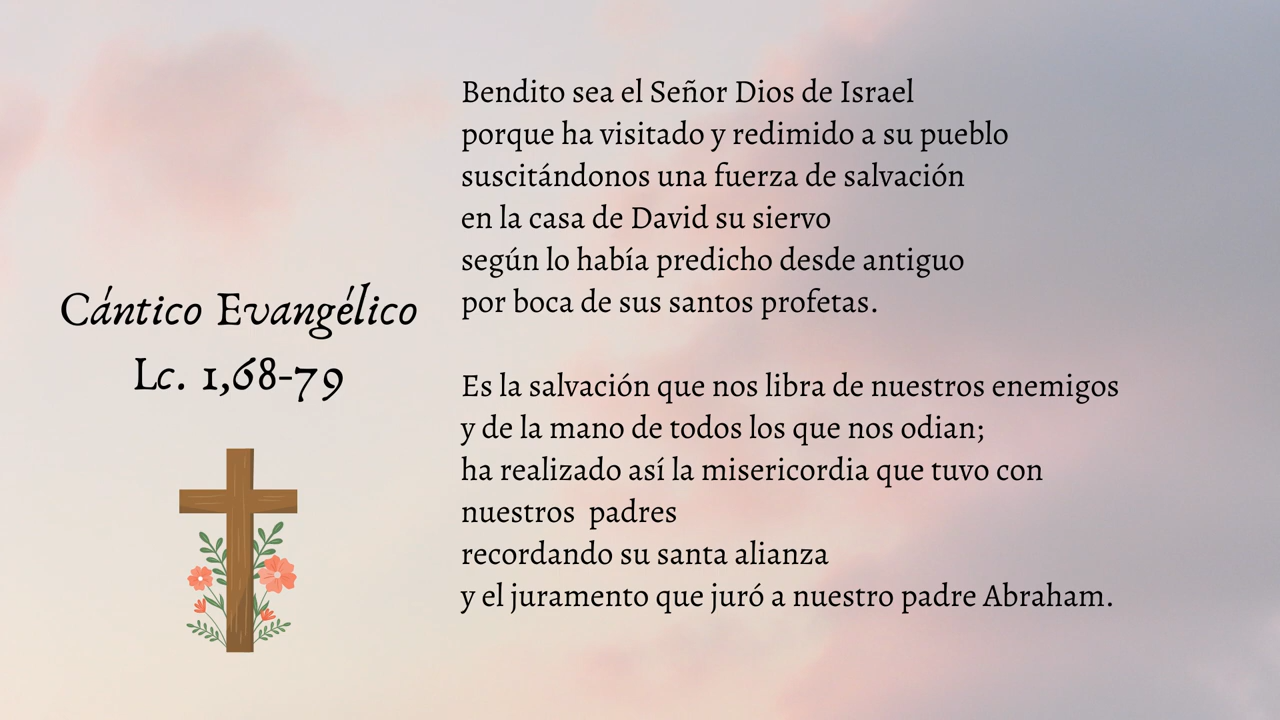 Cántico Evangélico
Lc. 1,68-79
Bendito sea el Señor Dios de Israel
porque ha visitado y redimido a su pueblo
suscitándonos una fuerza de salvación
en la casa de David su siervo
según lo había predicho desde antiguo
por boca de sus santos profetas.
Es la salvación que nos libra de nuestros enemigos
y de la mano de todos los que nos odian;
ha realizado así la misericordia que tuvo con
nuestros  padres
recordando su santa alianza
y el juramento que juró a nuestro padre Abraham.